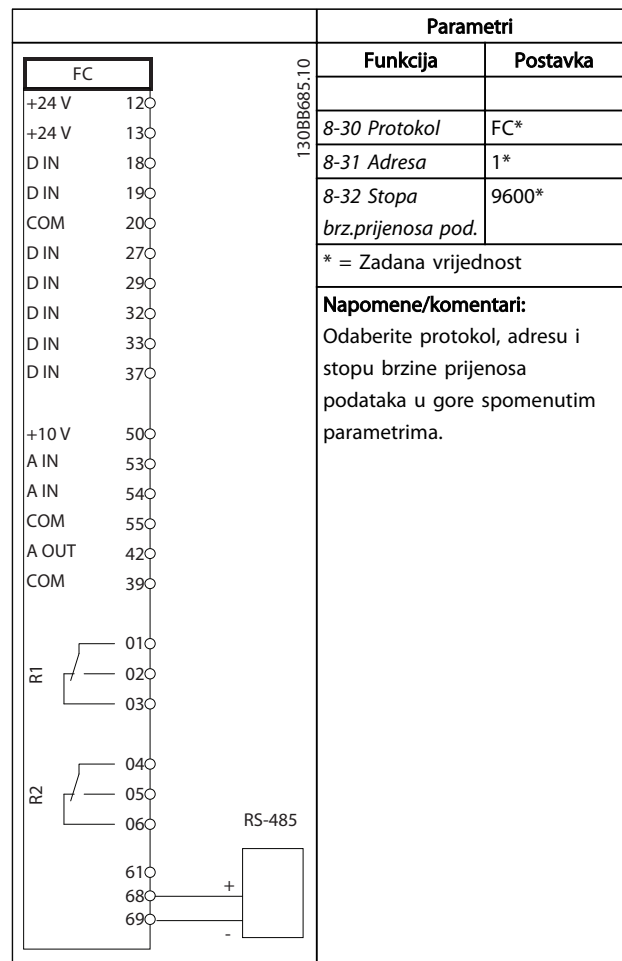 Parametri
Funkcija Postavka
8-30 Protokol FC*
8-31 Adresa 1*
8-32 Stopa 9600*
brz.prijenosa pod.
* = Zadana vrijednost
Napomene/komentari:
Odaberite protokol, adresu i
stopu brzine prijenosa
podataka u gore spomenutim
parametrima.
130BB685.10
FC
+24 V 12
+24 V 13
D IN 18
D IN 19
COM 20
D IN 27
D IN 29
D IN 32
D IN 33
D IN 37
+10 V 50
A IN 53
A IN 54
COM 55
A OUT 42
COM 39
R1
01
02
03
R2
04
05
06
RS-485
61
68 +
69 -